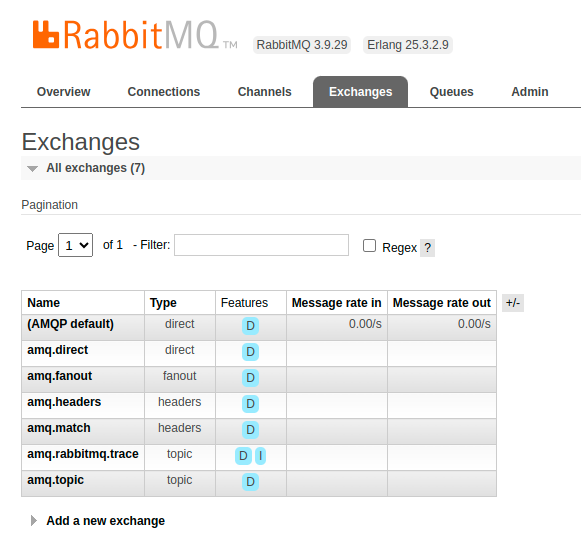 RabbitMQ TM RabbitMQ 3.9.29 Erlang 25.3.2.9
Overview Connections Channels Exchanges Queues Admin
Exchanges
All exchanges (7)
Pagination
Page 1 of 1 - Filter: Regex ?
Name Type Features Message rate in Message rate out +/-
(AMQP default) direct D 0.00/s 0.00/s
amq.direct direct D
amq.fanout fanout D
amq.headers headers D
amq.match headers D
amq.rabbitmq.trace topic D I
amq.topic topic D
Add a new exchange